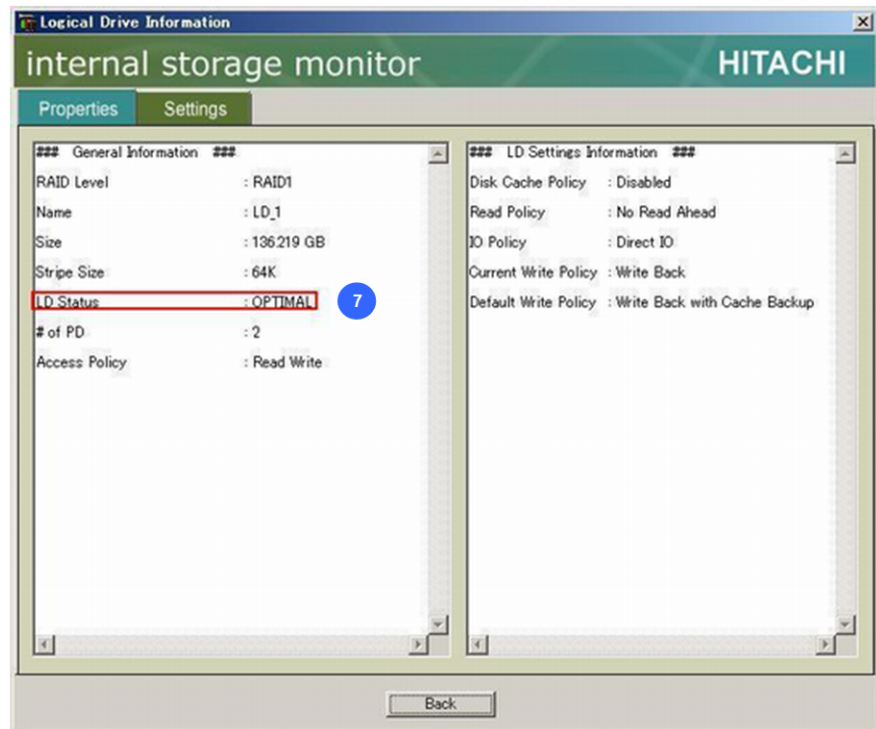 Logical Drive Information
internal storage monitor
HITACHI
Properties
Settings
### General Information ###
RAID Level : RAID1
Name : LD_1
Size : 136.219 GB
Stripe Size : 64K
LD Status : OPTIMAL
7
# of PD : 2
Access Policy : Read Write
### LD Settings Information ###
Disk Cache Policy : Disabled
Read Policy : No Read Ahead
IO Policy : Direct IO
Current Write Policy : Write Back
Default Write Policy : Write Back with Cache Backup
Back